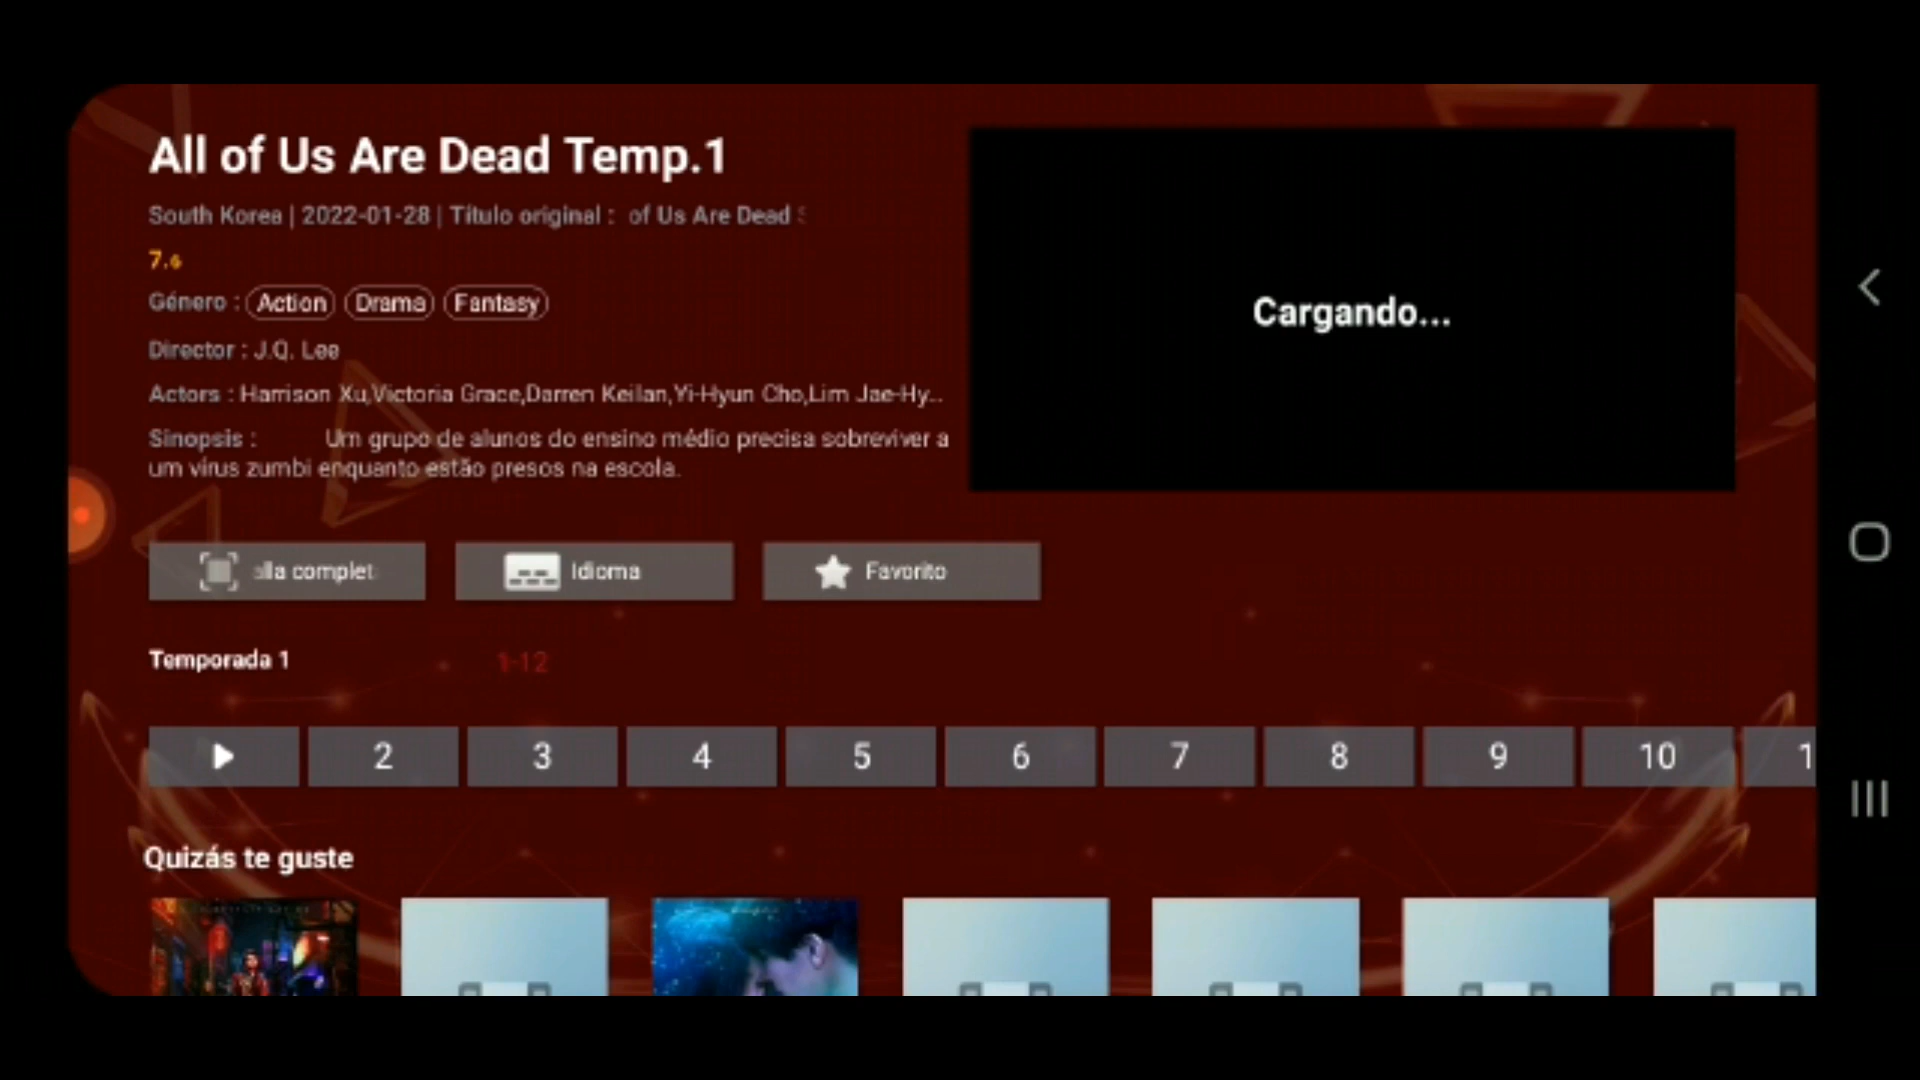 All of Us Are Dead Temp.1
South Korea | 2022-01-28 | Título original : of Us Are Dead
7.6
Género : Action Drama Fantasy
Director : J.Q. Lee
Actors : Harrison Xu,Victoria Grace,Darren Keilan,Yi-Hyun Cho,Lim Jae-Hy...
Sinopsis : Um grupo de alunos do ensino médio precisa sobreviver a
um vírus zumbi enquanto estão presos na escola.
Cargando...
alla complet Idioma Favorito
Temporada 1 1-12
2 3 4 5 6 7 8 9 10 1
Quizás te guste